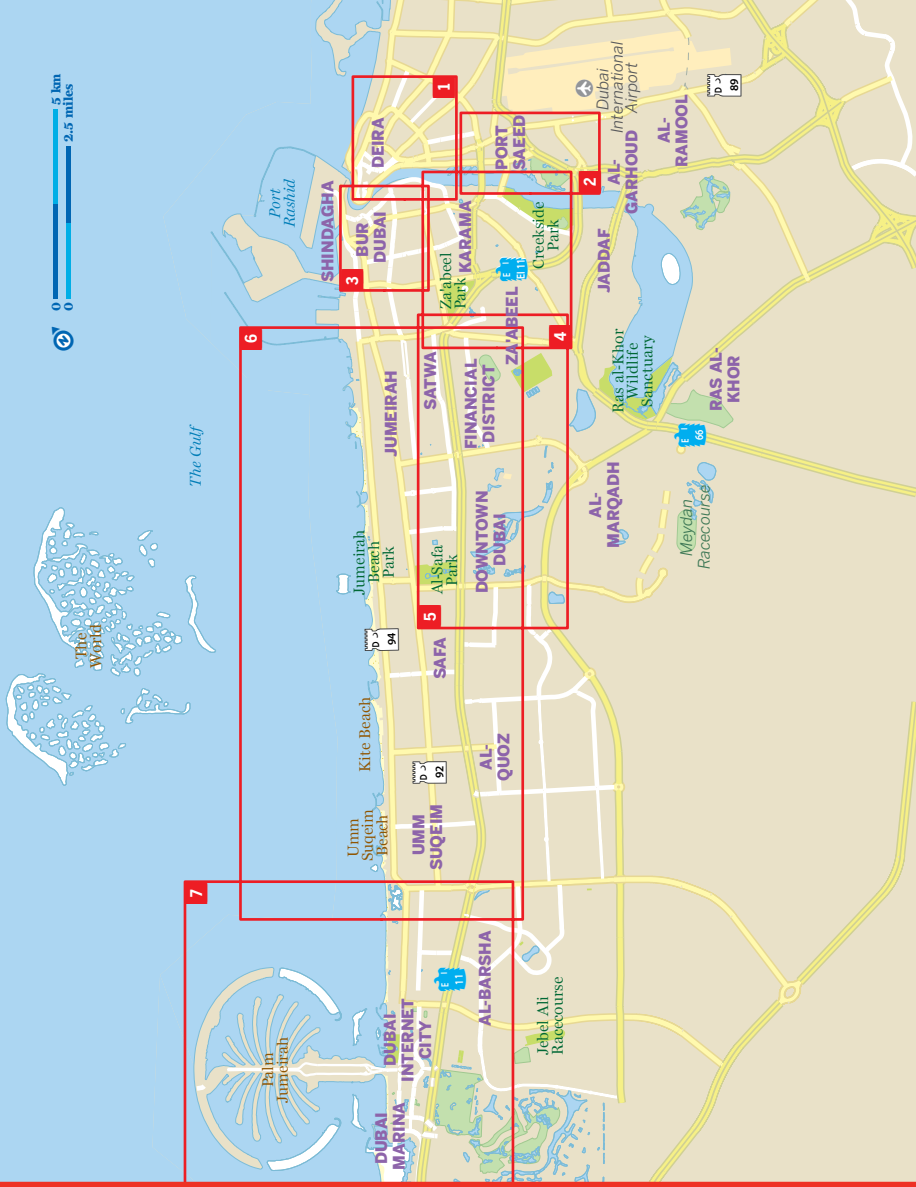 0
5 km
0
2.5 miles
N
The Gulf
The
World
Palm
Jumeirah
Port
Rashid
7
6
5
3
1
2
4
DUBAI
MARINA
DUBAI
INTERNET
CITY
AL-BARSHA
E 11
Jebel Ali
Racecourse
Umm
Suqeim
Beach
UMM
SUQEIM
Kite Beach
D 92
D 94
AL-
QUOZ
SAFA
Jumeirah
Beach
Park
Al-Safa
Park
DOWNTOWN
DUBAI
JUMEIRAH
SATWA
FINANCIAL
DISTRICT
ZA'ABEEL
AL-
MARQADH
Meydan
Racecourse
E 66
Ras al-Khor
Wildlife
Sanctuary
RAS AL-
KHOR
SHINDAGHA
BUR
DUBAI
Za'abeel
Park
KARAMA
E 11
Creekside
Park
JADDAF
DEIRA
PORT
SAEED
AL-
GARHOUD
Dubai
International
Airport
AL-
RAMOOL
D 89